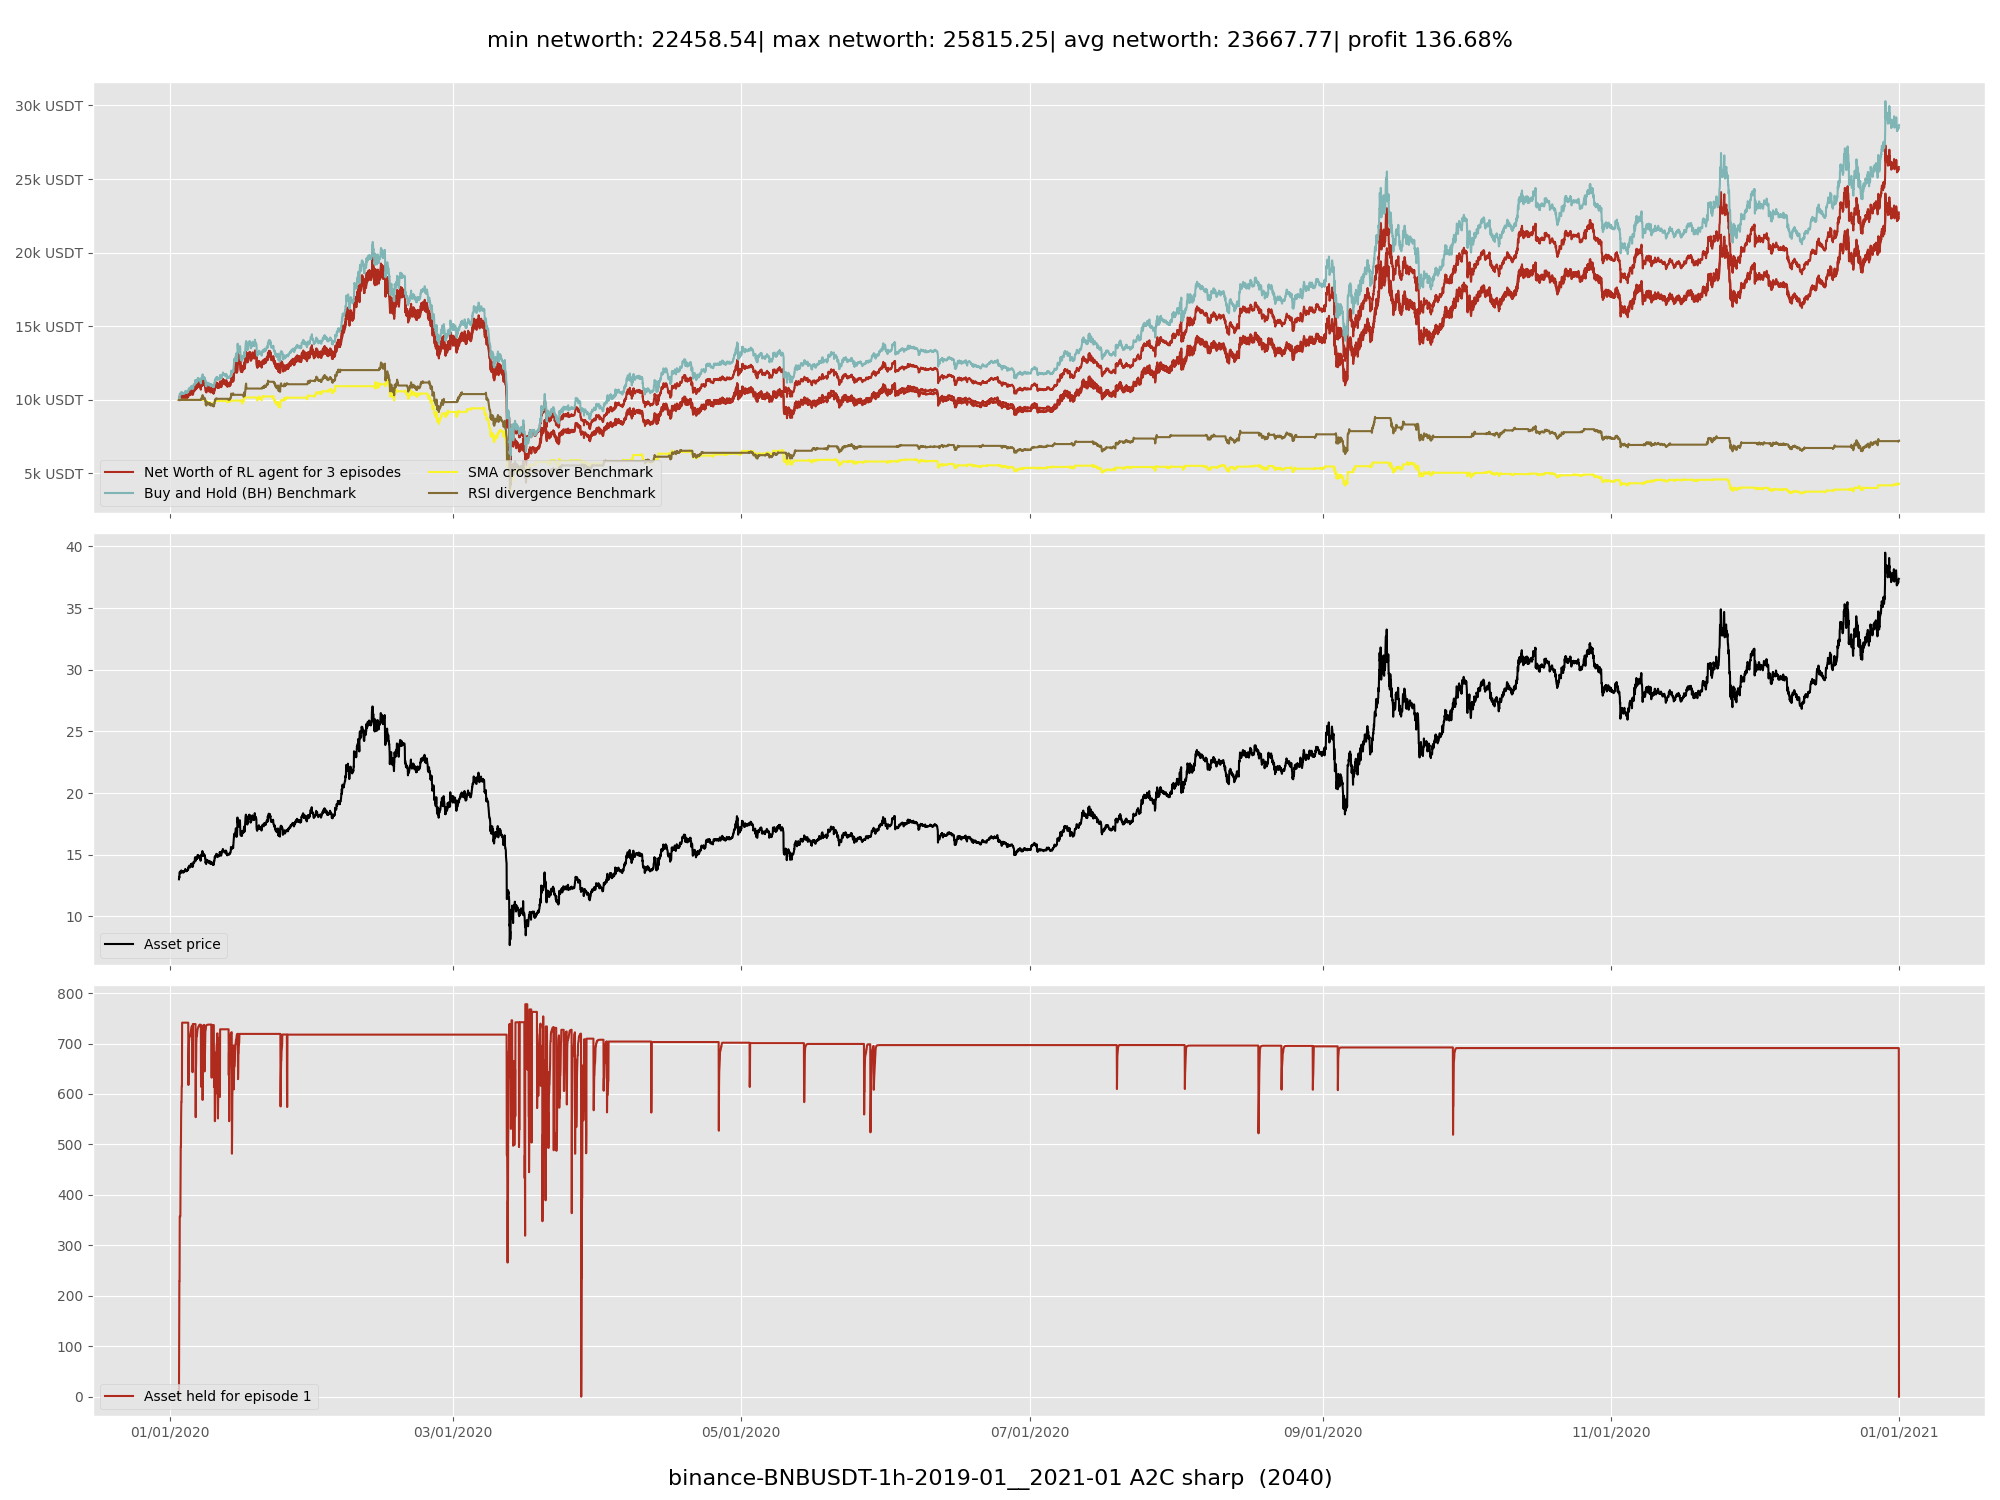 min networth: 22458.54| max networth: 25815.25| avg networth: 23667.77| profit 136.68%
30k USDT
25k USDT
20k USDT
15k USDT
10k USDT
5k USDT
Net Worth of RL agent for 3 episodes
Buy and Hold (BH) Benchmark
SMA crossover Benchmark
RSI divergence Benchmark
40
35
30
25
20
15
10
Asset price
800
700
600
500
400
300
200
100
0
Asset held for episode 1
01/01/2020 03/01/2020 05/01/2020 07/01/2020 09/01/2020 11/01/2020 01/01/2021
binance-BNBUSDT-1h-2019-01__2021-01 A2C sharp (2040)